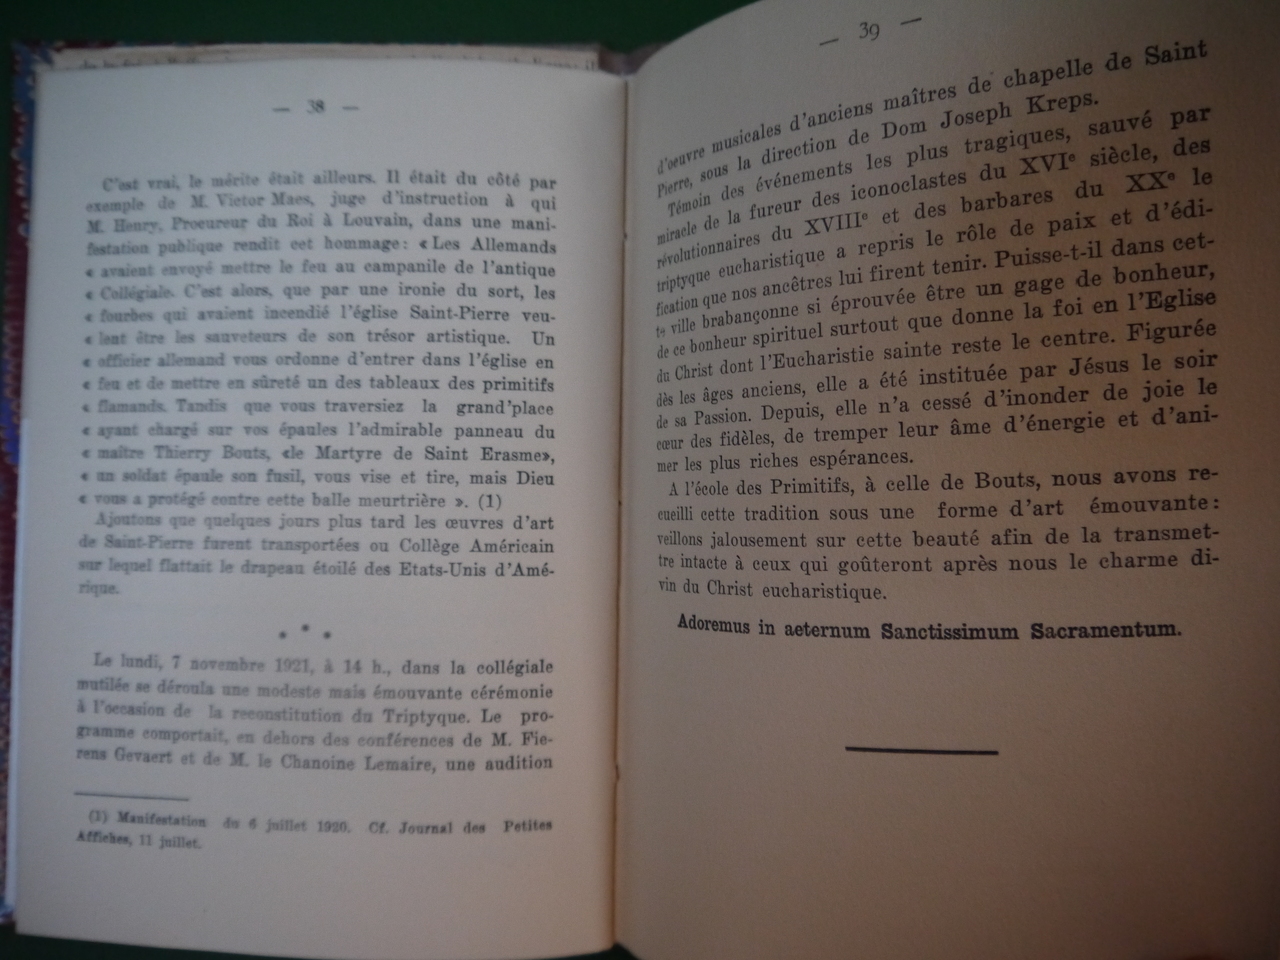 — 38 —
C'est vrai, le mérite était ailleurs. Il était du côté par
exemple de M. Victor Maes, juge d'instruction à qui
M. Henry, Procureur du Roi à Louvain, dans une mani-
festation publique rendit cet hommage: « Les Allemands
« avaient envoyé mettre le feu au campanile de l'antique
« Collégiale. C'est alors, que par une ironie du sort, les
« fourbes qui avaient incendié l'église Saint-Pierre veu-
« lent être les sauveteurs de son trésor artistique. Un
« officier allemand vous ordonne d'entrer dans l'église en
« feu et de mettre en sûreté un des tableaux des primitifs
« flamands. Tandis que vous traversiez la grand'place
« ayant chargé sur vos épaules l'admirable panneau du
« maître Thierry Bouts, «le Martyre de Saint Erasme»,
« un soldat épaule son fusil, vous vise et tire, mais Dieu
« vous a protégé contre cette balle meurtrière ». (1)
Ajoutons que quelques jours plus tard les œuvres d'art
de Saint-Pierre furent transportées ou Collège Américain
sur lequel flattait le drapeau étoilé des Etats-Unis d'Amé-
rique.
* * *
Le lundi, 7 novembre 1921, à 14 h., dans la collégiale
mutilée se déroula une modeste mais émouvante cérémonie
à l'occasion de la reconstitution du Triptyque. Le pro-
gramme comportait, en dehors des conférences de M. Fie-
rens Gevaert et de M. le Chanoine Lemaire, une audition
(1) Manifestation du 6 juillet 1920. Cf. Journal des Petites
Affiches, 11 juillet.
— 39 —
d'oeuvre musicales d'anciens maîtres de chapelle de Saint
Pierre, sous la direction de Dom Joseph Kreps.
Témoin des événements les plus tragiques, sauvé par
miracle de la fureur des iconoclastes du XVIe siècle, des
révolutionnaires du XVIIIe et des barbares du XXe le
triptyque eucharistique a repris le rôle de paix et d'édi-
fication que nos ancêtres lui firent tenir. Puisse-t-il dans cet-
te ville brabançonne si éprouvée être un gage de bonheur,
de ce bonheur spirituel surtout que donne la foi en l'Eglise
du Christ dont l'Eucharistie sainte reste le centre. Figurée
dès les âges anciens, elle a été instituée par Jésus le soir
de sa Passion. Depuis, elle n'a cessé d'inonder de joie le
cœur des fidèles, de tremper leur âme d'énergie et d'ani-
mer les plus riches espérances.
A l'école des Primitifs, à celle de Bouts, nous avons re-
cueilli cette tradition sous une forme d'art émouvante:
veillons jalousement sur cette beauté afin de la transmet-
tre intacte à ceux qui goûteront après nous le charme di-
vin du Christ eucharistique.
Adoremus in aeternum Sanctissimum Sacramentum.